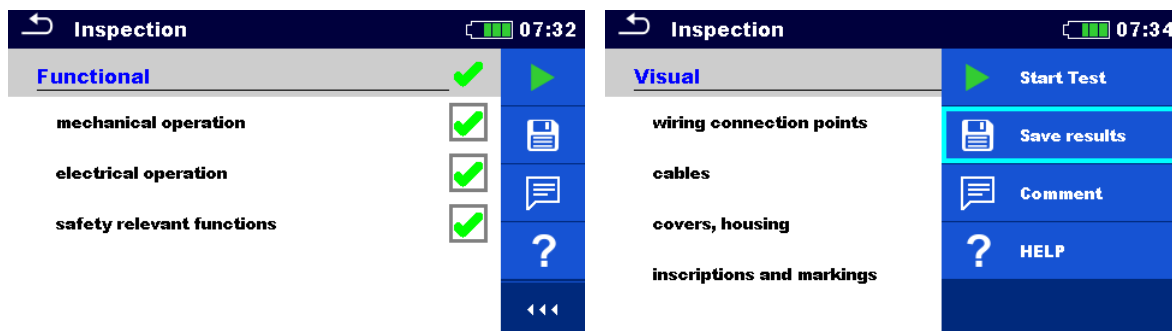 Inspection
07:32
Functional
mechanical operation
electrical operation
safety relevant functions
?
Inspection
07:34
Visual
wiring connection points
cables
covers, housing
inscriptions and markings
Start Test
Save results
Comment
? HELP